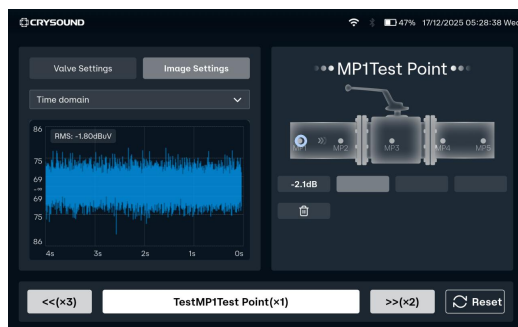 CRYSOUND
47% 17/12/2025 05:28:38 Wed
Valve Settings
Image Settings
Time domain
RMS: -1.80dBuV
86
75
69
-∞
69
75
86
4s 3s 2s 1s 0s
MP1Test Point
MP1 MP2 MP3 MP4 MP5
-2.1dB
<<(×3)
TestMP1Test Point(×1)
>>(×2)
Reset